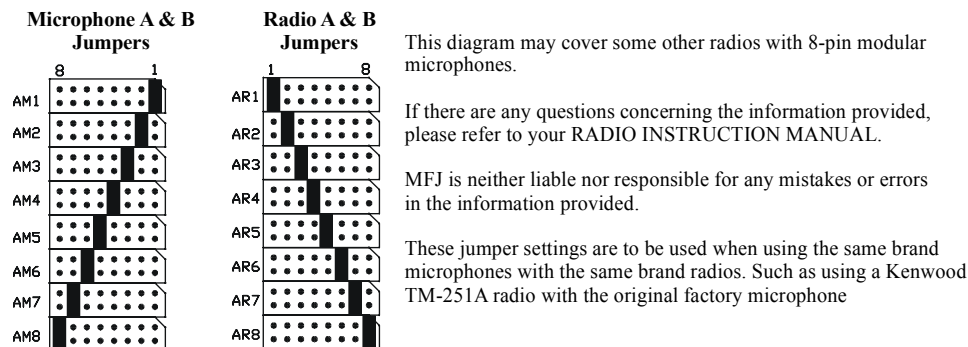 Microphone A & B
Jumpers
8 1
AM1
AM2
AM3
AM4
AM5
AM6
AM7
AM8
Radio A & B
Jumpers
1 8
AR1
AR2
AR3
AR4
AR5
AR6
AR7
AR8
This diagram may cover some other radios with 8-pin modular
microphones.
If there are any questions concerning the information provided,
please refer to your RADIO INSTRUCTION MANUAL.
MFJ is neither liable nor responsible for any mistakes or errors
in the information provided.
These jumper settings are to be used when using the same brand
microphones with the same brand radios. Such as using a Kenwood
TM-251A radio with the original factory microphone